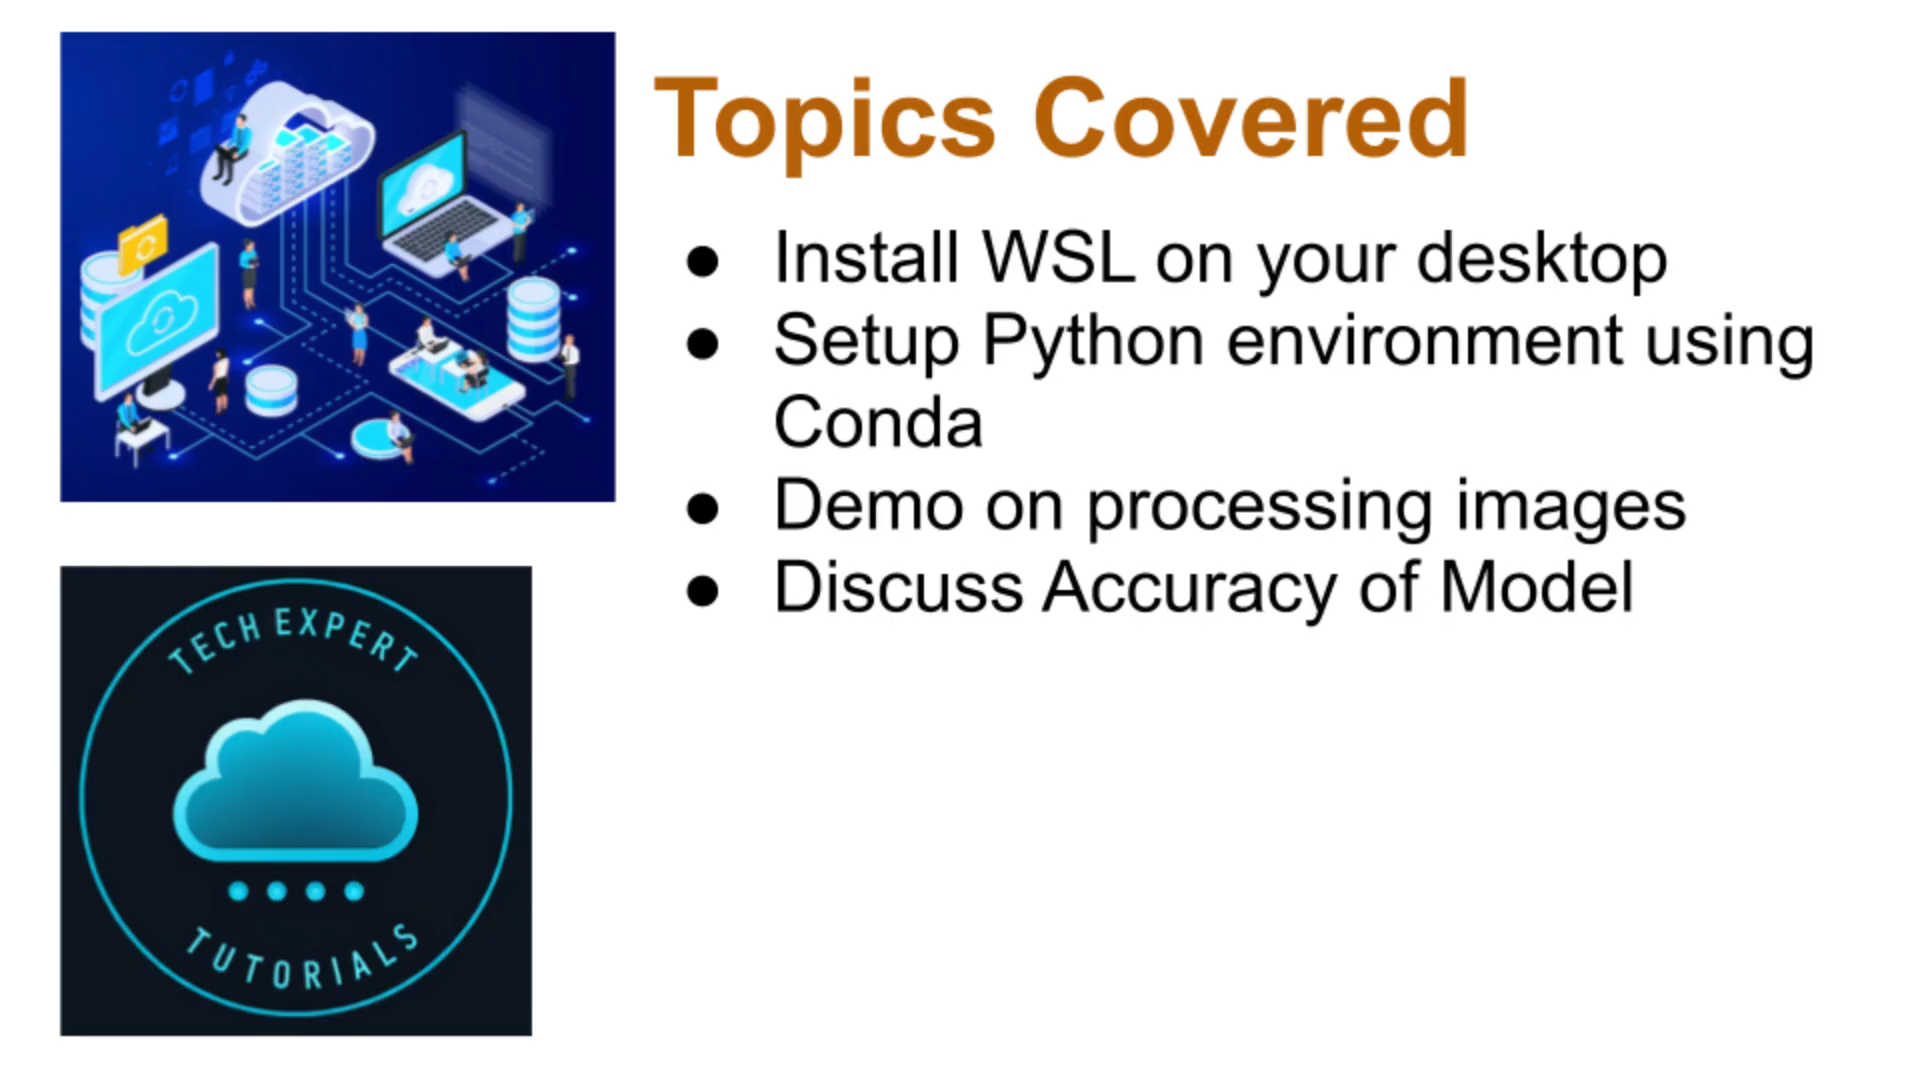 Topics Covered
● Install WSL on your desktop
● Setup Python environment using
Conda
● Demo on processing images
● Discuss Accuracy of Model
TECH EXPERT
TUTORIALS